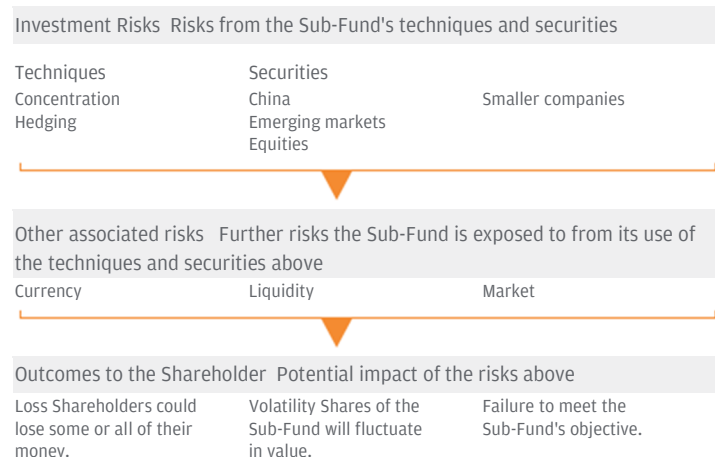 Investment Risks Risks from the Sub-Fund's techniques and securities
Techniques
Concentration
Hedging
Securities
China
Emerging markets
Equities
Smaller companies
Other associated risks Further risks the Sub-Fund is exposed to from its use of
the techniques and securities above
Currency
Liquidity
Market
Outcomes to the Shareholder Potential impact of the risks above
Loss Shareholders could
lose some or all of their
money.
Volatility Shares of the
Sub-Fund will fluctuate
in value.
Failure to meet the
Sub-Fund's objective.